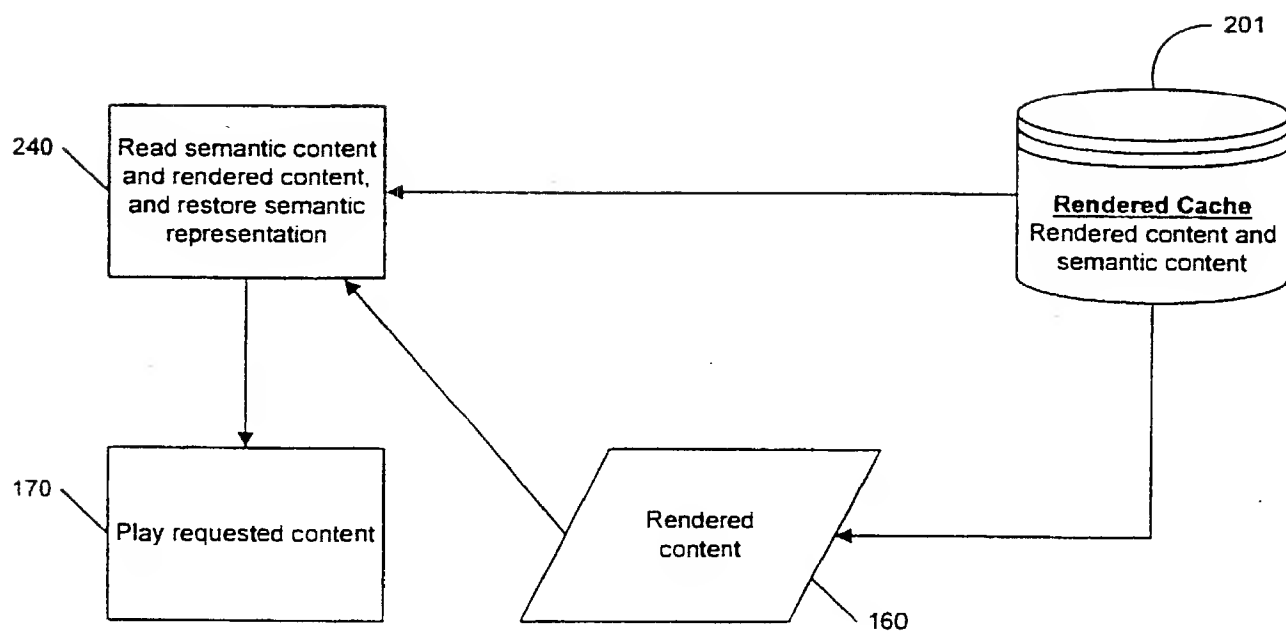 201
240
Read semantic content
and rendered content,
and restore semantic
representation
Rendered Cache
Rendered content and
semantic content
170
Play requested content
Rendered
content
160